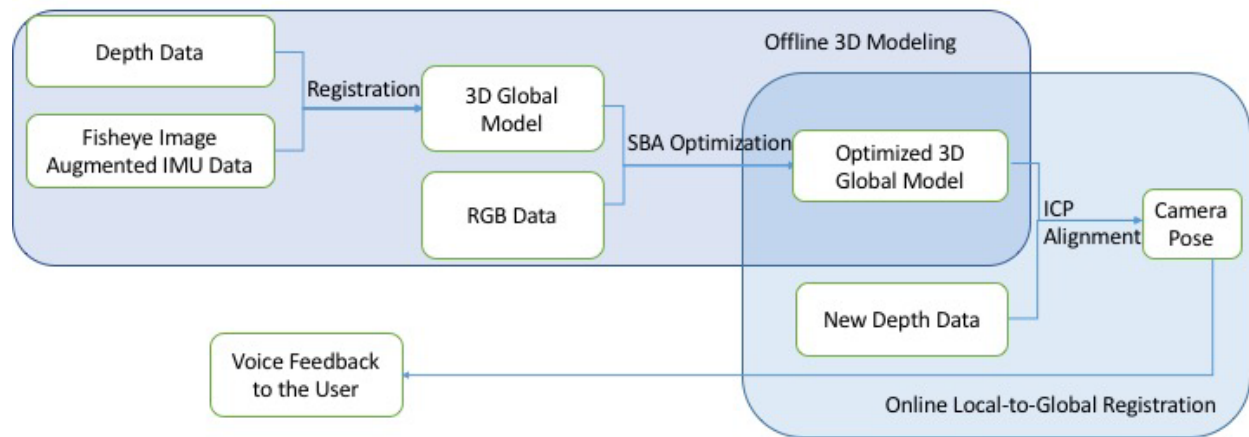 Offline 3D Modeling
Depth Data
Registration
Fisheye Image
Augmented IMU Data
3D Global
Model
RGB Data
SBA Optimization
Optimized 3D
Global Model
ICP
Alignment
Camera
Pose
New Depth Data
Voice Feedback
to the User
Online Local-to-Global Registration